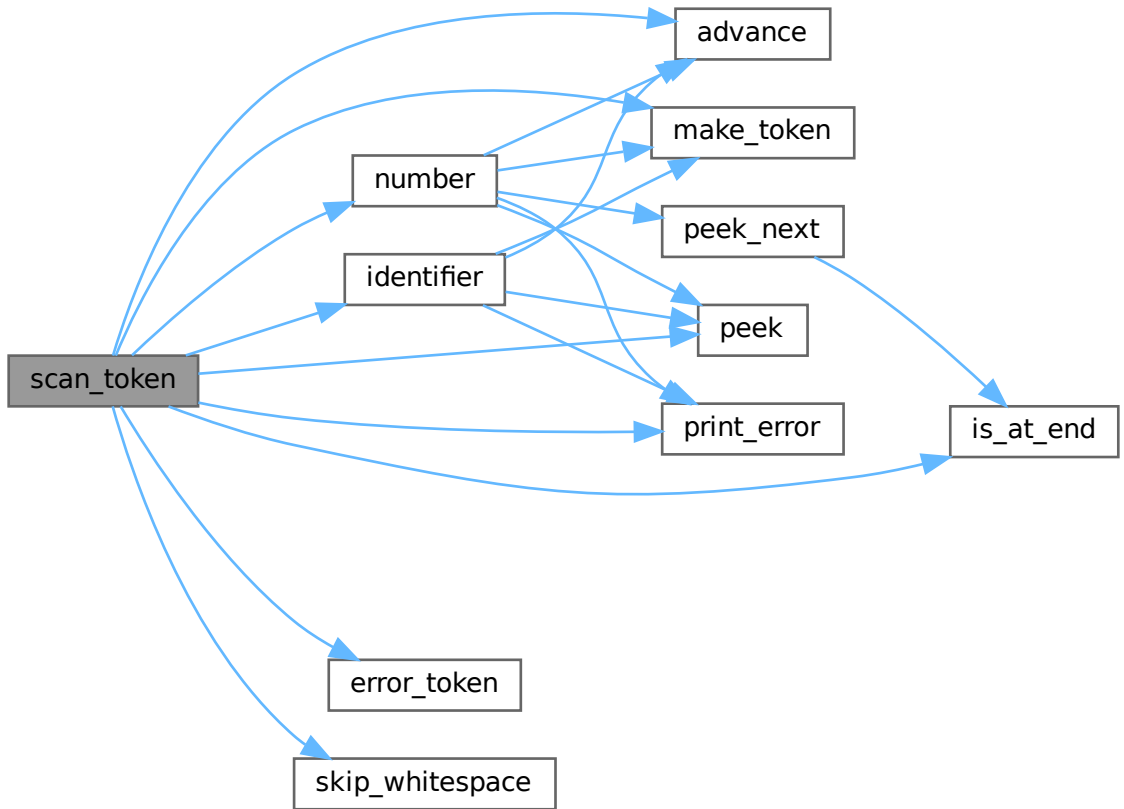 advance
make_token
number
peek_next
identifier
peek
scan_token
print_error
is_at_end
error_token
skip_whitespace